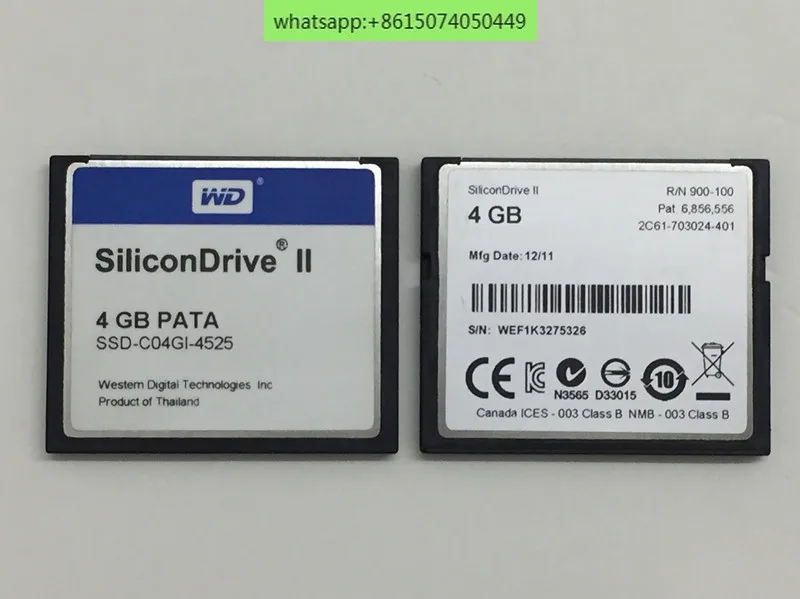 whatsapp:+8615074050449
WD®
SiliconDrive® II
4 GB PATA
SSD-C04GI-4525
Western Digital Technologies Inc
Product of Thailand
SiliconDrive II
R/N 900-100
4 GB
Pat 6,856,556
2C61-703024-401
Mfg Date: 12/11
S/N: WEF1K3275326
CE
10
N3565 D33015
Canada ICES - 003 Class B NMB - 003 Class B